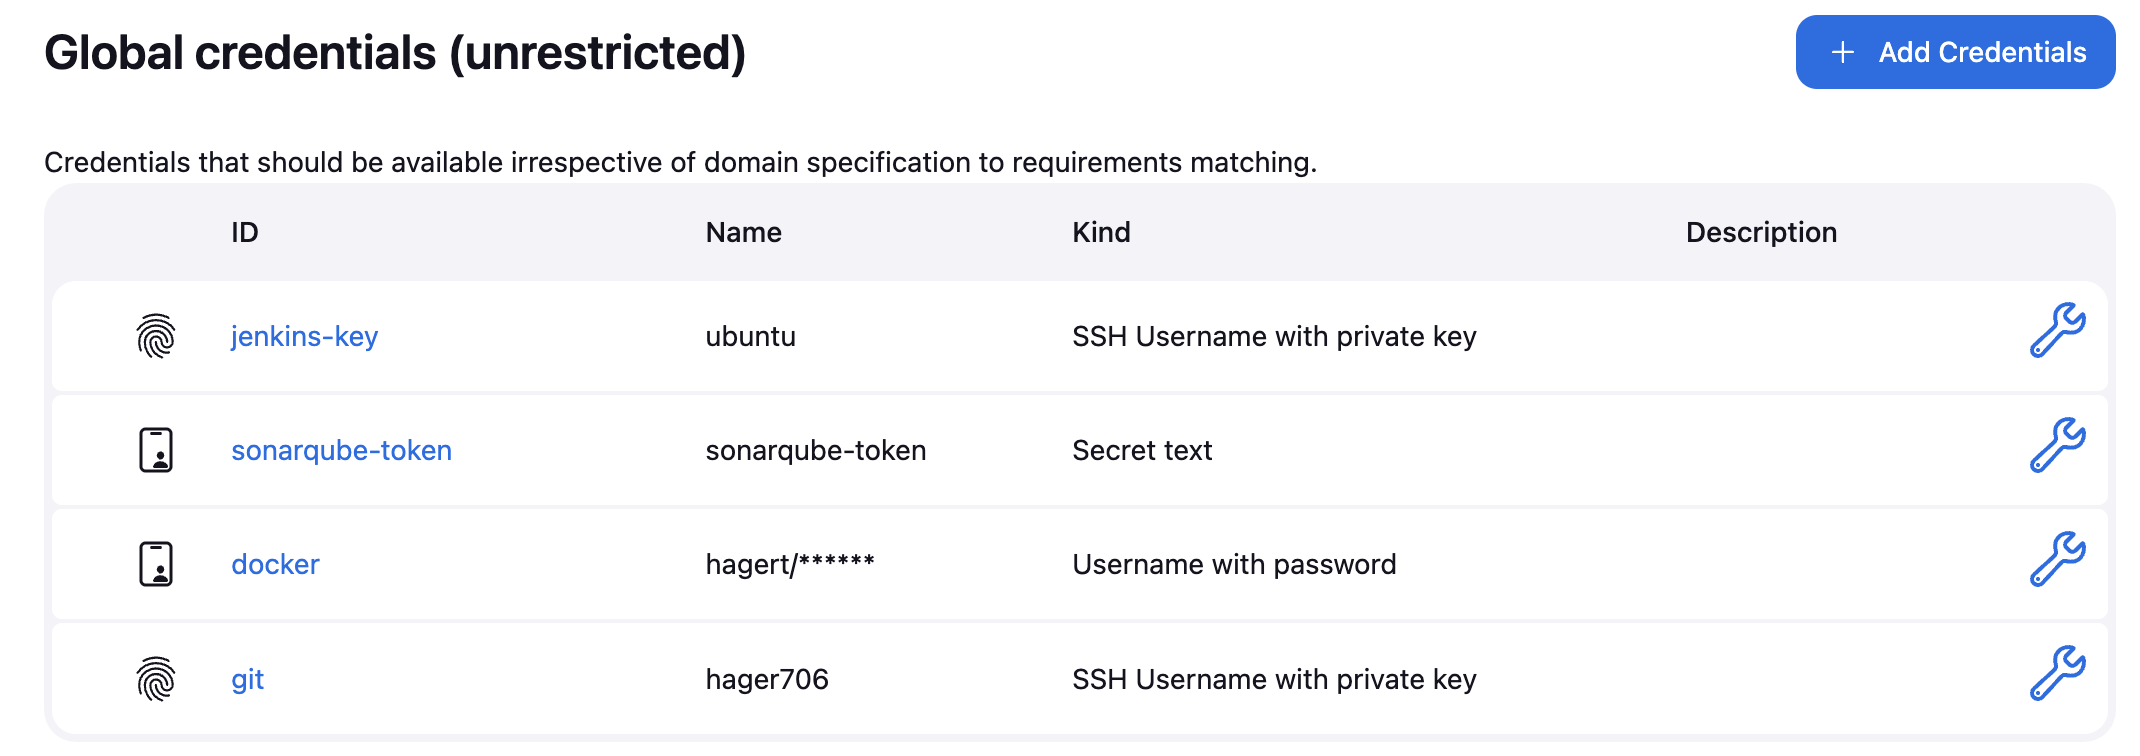 Global credentials (unrestricted)
+ Add Credentials
Credentials that should be available irrespective of domain specification to requirements matching.
ID Name Kind Description
jenkins-key ubuntu SSH Username with private key
sonarqube-token sonarqube-token Secret text
docker hagert/****** Username with password
git hager706 SSH Username with private key